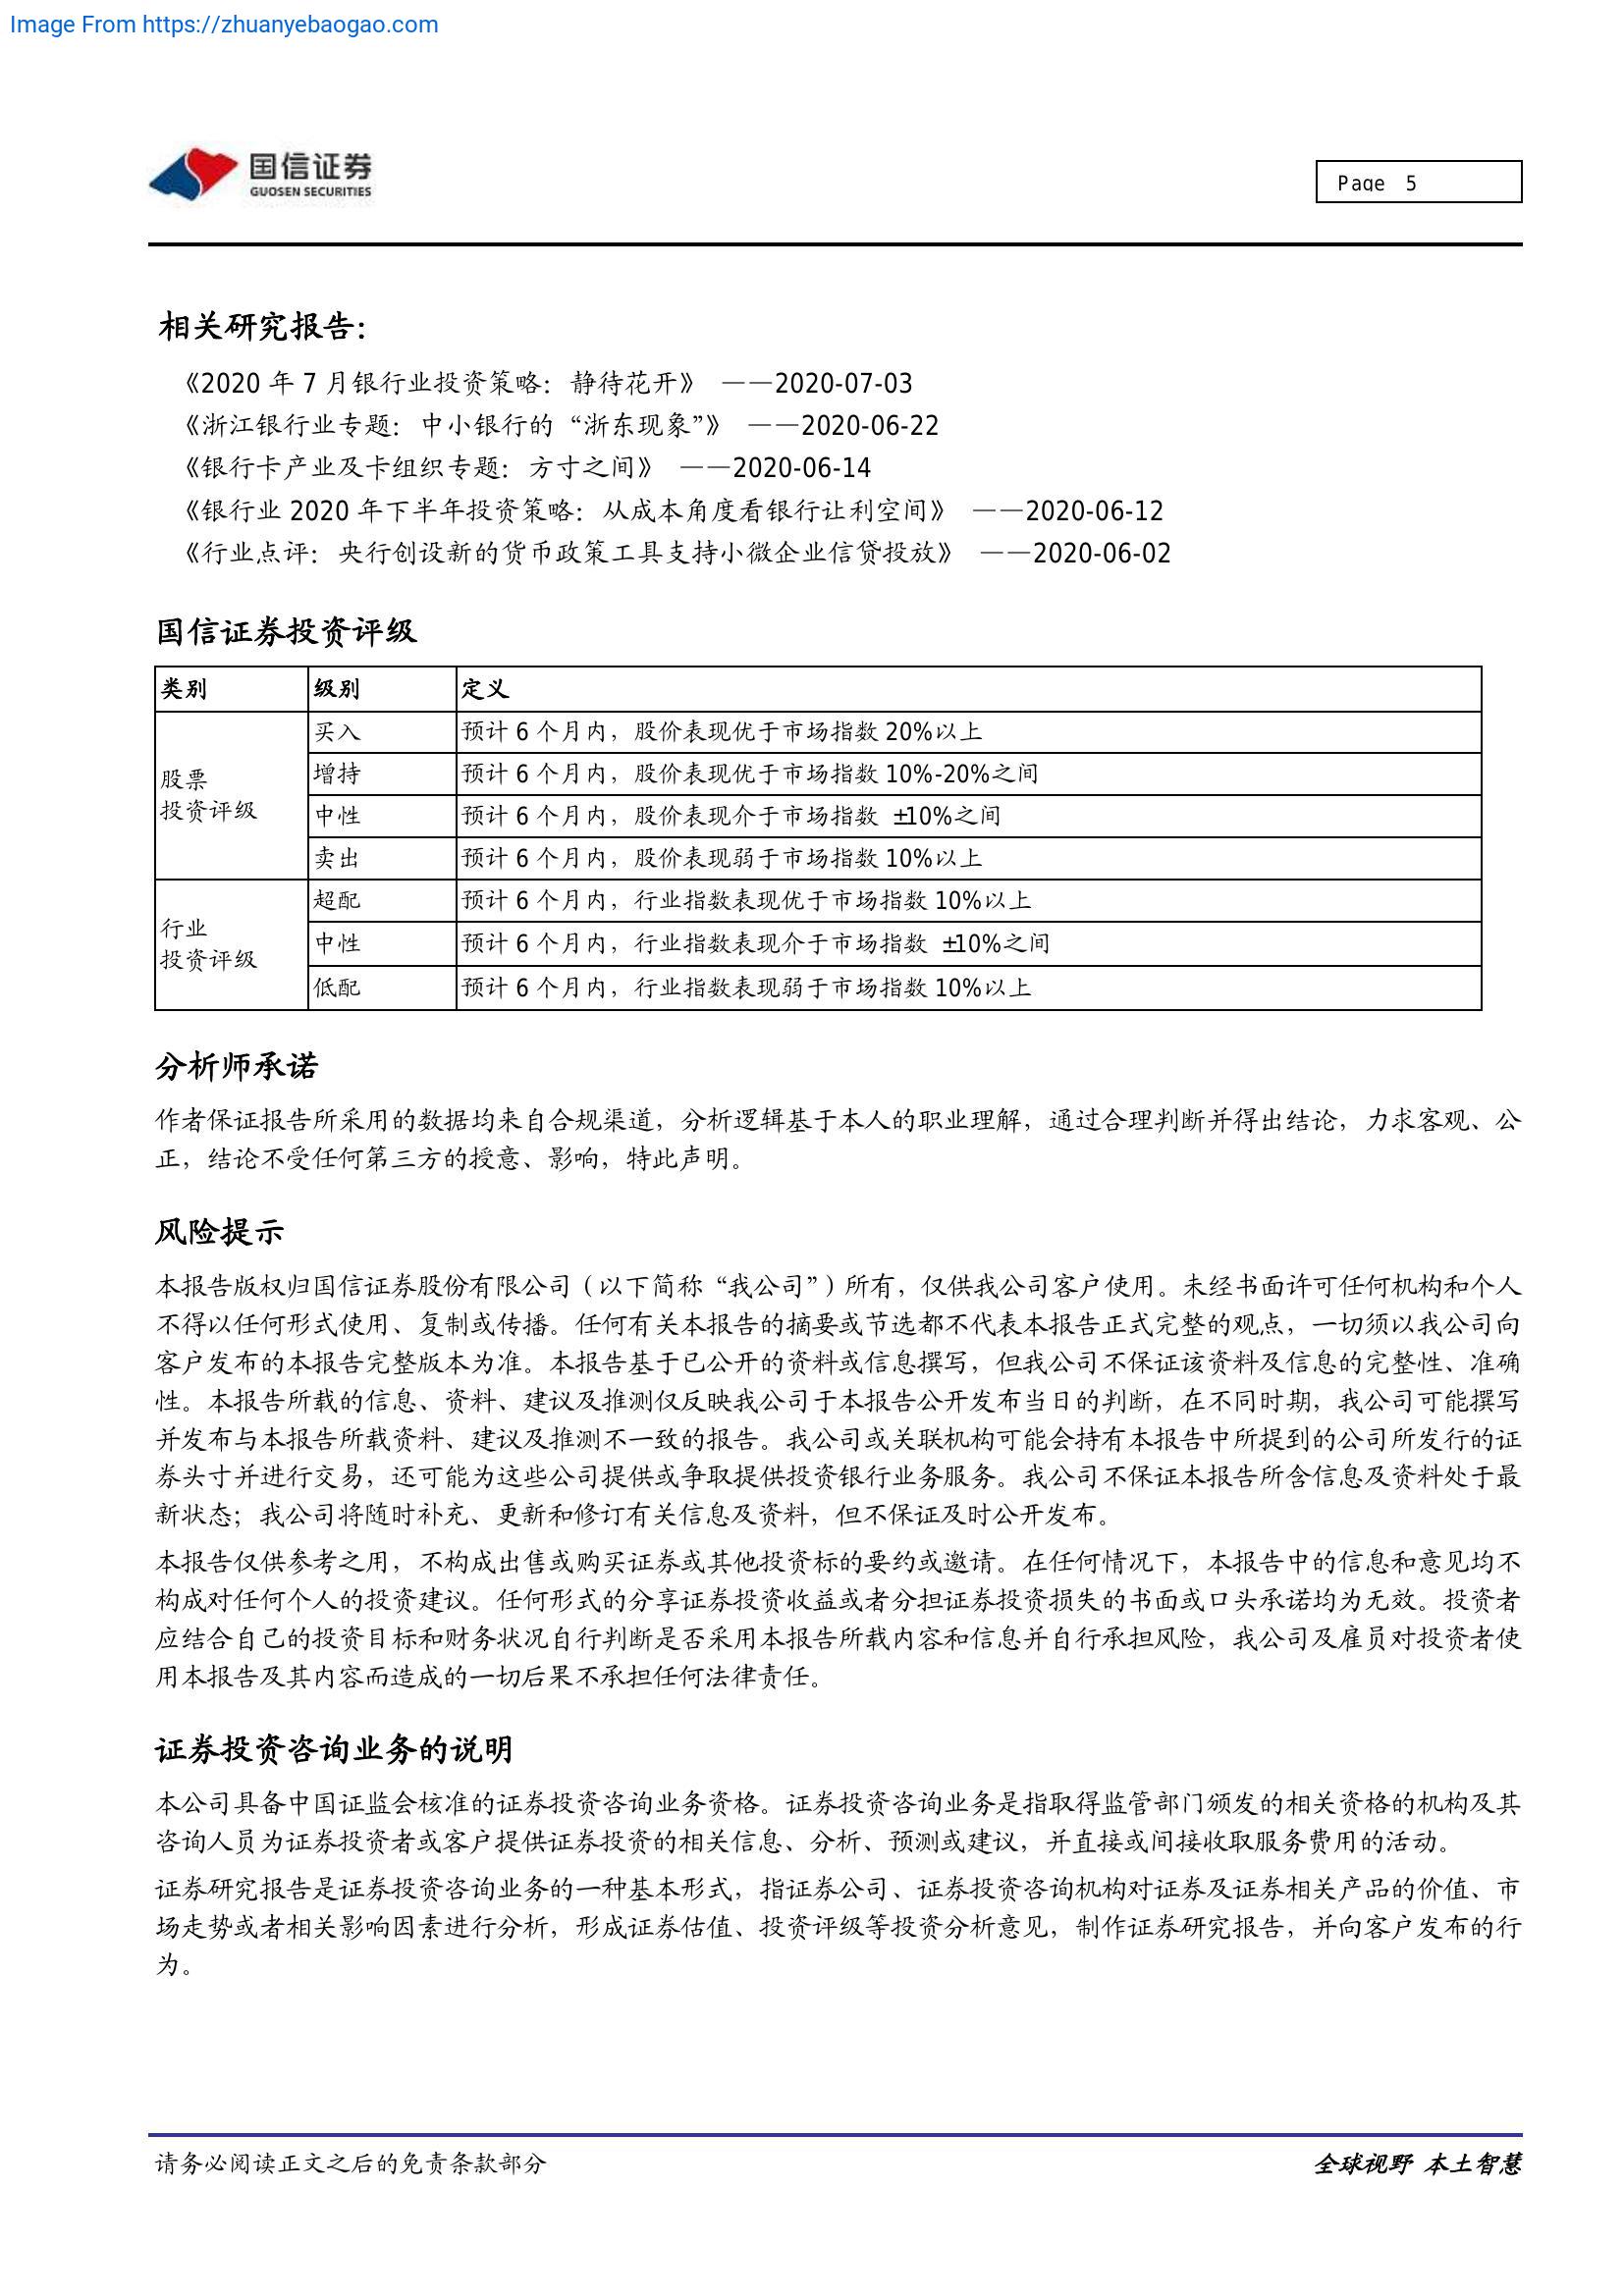 Image From https://zhuanyebaogao.com
国信证券
GUOSEN SECURITIES
Page 5
相关研究报告：
《2020 年 7 月银行业投资策略：静待花开》 ——2020-07-03
《浙江银行业专题：中小银行的“浙东现象”》 ——2020-06-22
《银行卡产业及卡组织专题：方寸之间》 ——2020-06-14
《银行业 2020 年下半年投资策略：从成本角度看银行让利空间》 ——2020-06-12
《行业点评：央行创设新的货币政策工具支持小微企业信贷投放》 ——2020-06-02
国信证券投资评级
类别 级别 定义
股票
投资评级
买入 预计 6 个月内，股价表现优于市场指数 20%以上
增持 预计 6 个月内，股价表现优于市场指数 10%-20%之间
中性 预计 6 个月内，股价表现介于市场指数 ±10%之间
卖出 预计 6 个月内，股价表现弱于市场指数 10%以上
行业
投资评级
超配 预计 6 个月内，行业指数表现优于市场指数 10%以上
中性 预计 6 个月内，行业指数表现介于市场指数 ±10%之间
低配 预计 6 个月内，行业指数表现弱于市场指数 10%以上
分析师承诺
作者保证报告所采用的数据均来自合规渠道，分析逻辑基于本人的职业理解，通过合理判断并得出结论，力求客观、公
正，结论不受任何第三方的授意、影响，特此声明。
风险提示
本报告版权归国信证券股份有限公司（以下简称“我公司”）所有，仅供我公司客户使用。未经书面许可任何机构和个人
不得以任何形式使用、复制或传播。任何有关本报告的摘要或节选都不代表本报告正式完整的观点，一切须以我公司向
客户发布的本报告完整版本为准。本报告基于已公开的资料或信息撰写，但我公司不保证该资料及信息的完整性、准确
性。本报告所载的信息、资料、建议及推测仅反映我公司于本报告公开发布当日的判断，在不同时期，我公司可能撰写
并发布与本报告所载资料、建议及推测不一致的报告。我公司或关联机构可能会持有本报告中所提到的公司所发行的证
券头寸并进行交易，还可能为这些公司提供或争取提供投资银行业务服务。我公司不保证本报告所含信息及资料处于最
新状态；我公司将随时补充、更新和修订有关信息及资料，但不保证及时公开发布。
本报告仅供参考之用，不构成出售或购买证券或其他投资标的要约或邀请。在任何情况下，本报告中的信息和意见均不
构成对任何个人的投资建议。任何形式的分享证券投资收益或者分担证券投资损失的书面或口头承诺均为无效。投资者
应结合自己的投资目标和财务状况自行判断是否采用本报告所载内容和信息并自行承担风险，我公司及雇员对投资者使
用本报告及其内容而造成的一切后果不承担任何法律责任。
证券投资咨询业务的说明
本公司具备中国证监会核准的证券投资咨询业务资格。证券投资咨询业务是指取得监管部门颁发的相关资格的机构及其
咨询人员为证券投资者或客户提供证券投资的相关信息、分析、预测或建议，并直接或间接收取服务费用的活动。
证券研究报告是证券投资咨询业务的一种基本形式，指证券公司、证券投资咨询机构对证券及证券相关产品的价值、市
场走势或者相关影响因素进行分析，形成证券估值、投资评级等投资分析意见，制作证券研究报告，并向客户发布的行
为。
请务必阅读正文之后的免责条款部分
全球视野 本土智慧